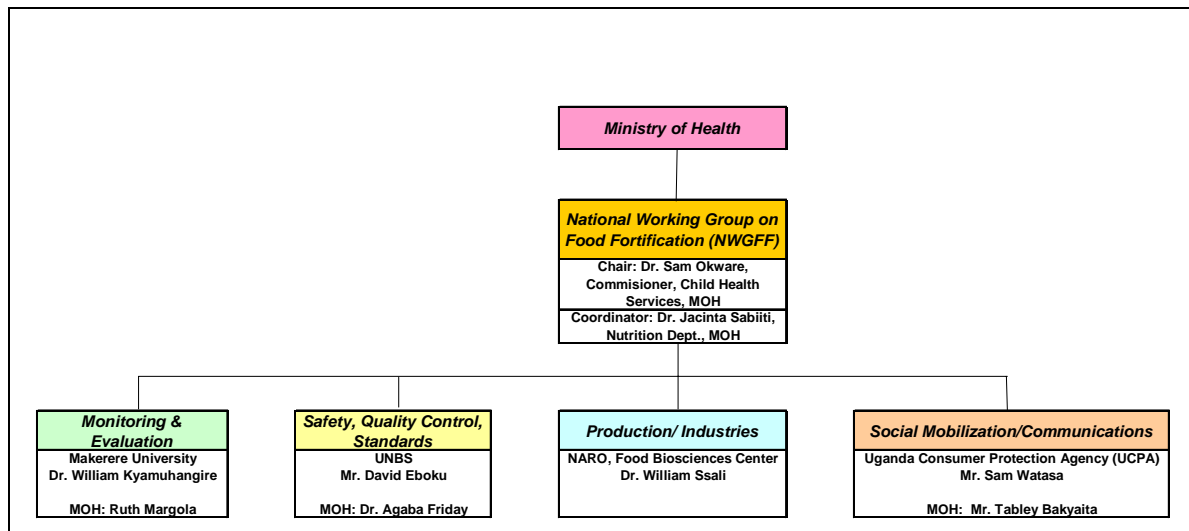 Ministry of Health
National Working Group on
Food Fortification (NWGFF)
Chair: Dr. Sam Okware,
Commisioner, Child Health
Services, MOH
Coordinator: Dr. Jacinta Sabiiti,
Nutrition Dept., MOH
Monitoring &
Evaluation
Makerere University
Dr. William Kyamuhangire
MOH: Ruth Margola
Safety, Quality Control,
Standards
UNBS
Mr. David Eboku
MOH: Dr. Agaba Friday
Production/ Industries
NARO, Food Biosciences Center
Dr. William Ssali
Social Mobilization/Communications
Uganda Consumer Protection Agency (UCPA)
Mr. Sam Watasa
MOH:  Mr. Tabley Bakyaita